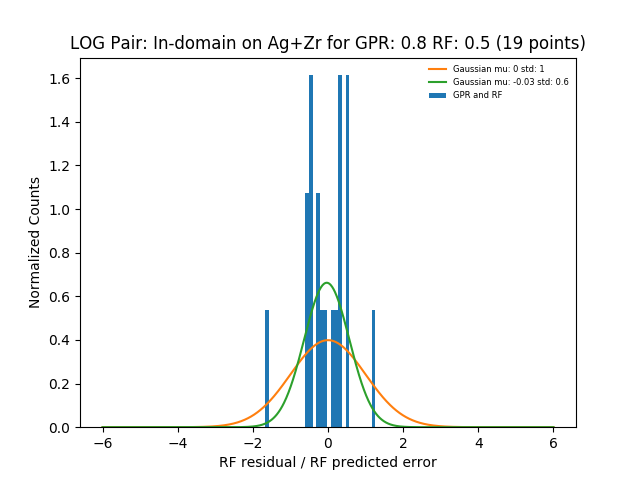 LOG Pair: In-domain on Ag+Zr for GPR: 0.8 RF: 0.5 (19 points)
Gaussian mu: 0 std: 1
Gaussian mu: -0.03 std: 0.6
GPR and RF
Normalized Counts
1.6
1.4
1.2
1.0
0.8
0.6
0.4
0.2
0.0
−6
−4
−2
0
2
4
6
RF residual / RF predicted error